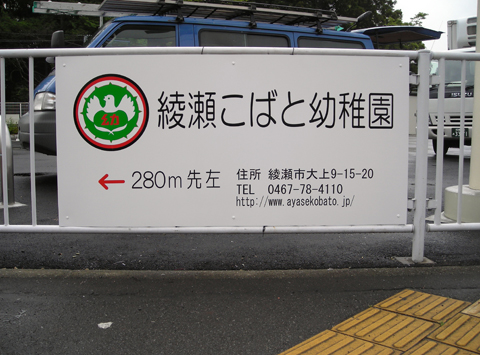 綾瀬こばと幼稚園
←280m先左
住所 綾瀬市大上9-15-20
TEL 0467-78-4110
http://www.ayasekobato.jp/